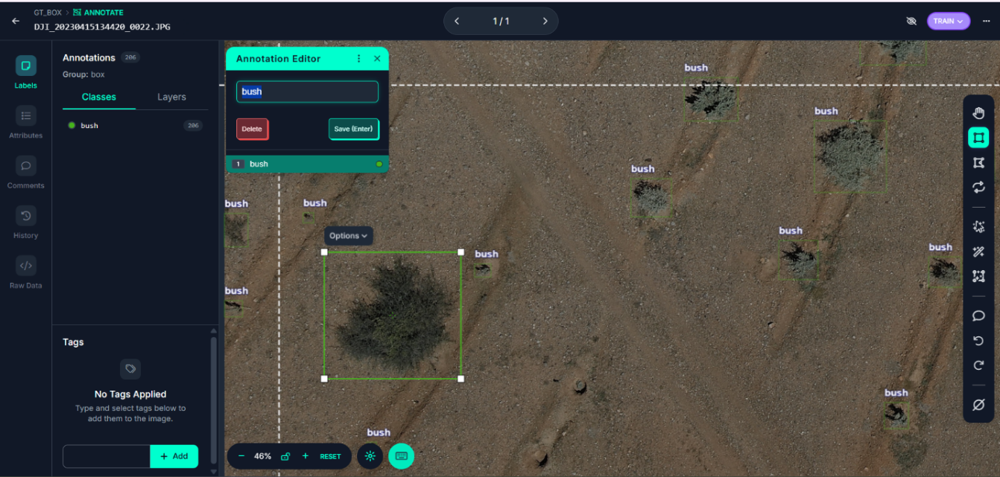 GT_BOX > ANNOTATE
DJI_20230415134420_0022.JPG
1 / 1
TRAIN
Labels
Attributes
Comments
History
Raw Data
Annotations 206
Group: box
Classes Layers
bush 206
Tags
No Tags Applied
Type and select tags below to
add them to the image.
+ Add
Annotation Editor
bush
Delete Save (Enter)
1 bush
bush
bush
bush
bush
bush
Options
bush
bush
bush
bush
bush
bush
46% RESET